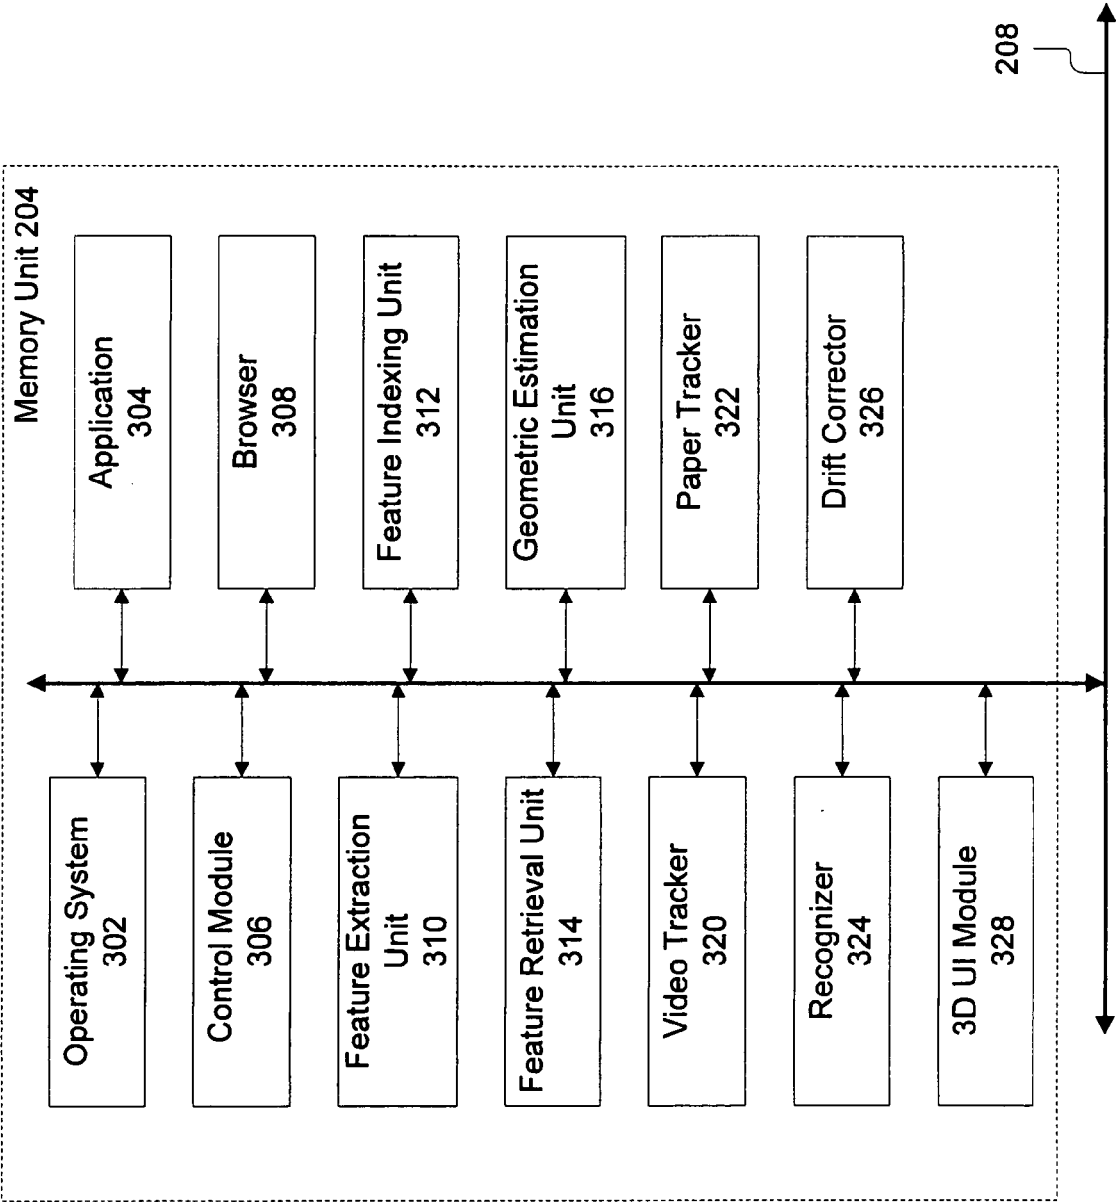 Memory Unit 204
Operating System
302
Application
304
Control Module
306
Browser
308
Feature Extraction
Unit
310
Feature Indexing Unit
312
Feature Retrieval Unit
314
Geometric Estimation
Unit
316
Video Tracker
320
Paper Tracker
322
Recognizer
324
Drift Corrector
326
3D UI Module
328
208